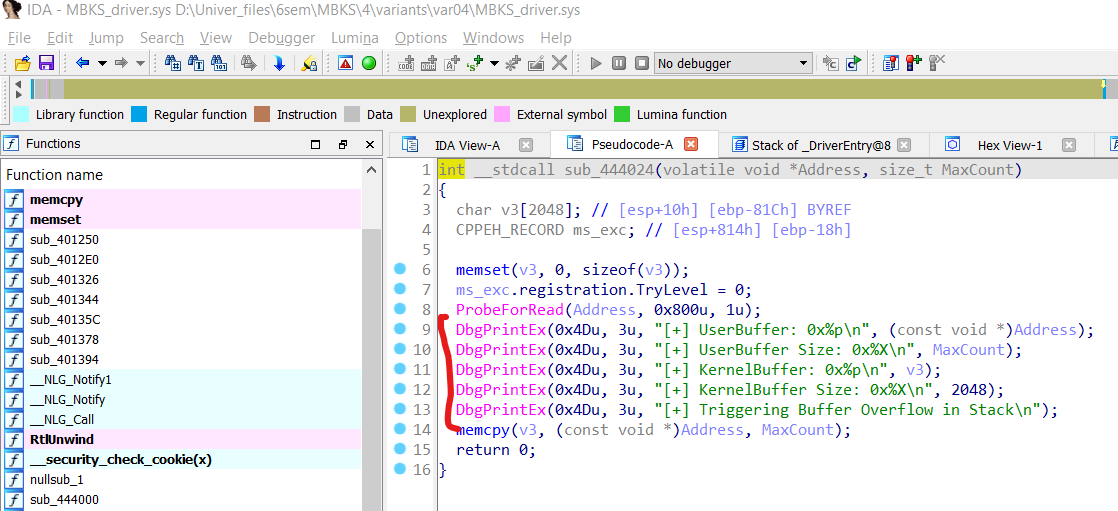 IDA - MBKS_driver.sys D:\Univer_files\6sem\MBKS\4\variants\var04\MBKS_driver.sys
File Edit Jump Search View Debugger Lumina Options Windows Help
No debugger
Library function Regular function Instruction Data Unexplored External symbol Lumina function
Functions
IDA View-A Pseudocode-A Stack of _DriverEntry@8 Hex View-1
Function name
memcpy
memset
sub_401250
sub_4012E0
sub_401326
sub_401344
sub_40135C
sub_401378
sub_401394
__NLG_Notify1
__NLG_Notify
__NLG_Call
RtlUnwind
__security_check_cookie(x)
nullsub_1
sub_444000
1 int __stdcall sub_444024(volatile void *Address, size_t MaxCount)
2 {
3 char v3[2048]; // [esp+10h] [ebp-81Ch] BYREF
4 CPPEH_RECORD ms_exc; // [esp+814h] [ebp-18h]
5
6 memset(v3, 0, sizeof(v3));
7 ms_exc.registration.TryLevel = 0;
8 ProbeForRead(Address, 0x800u, 1u);
9 DbgPrintEx(0x4Du, 3u, "[+] UserBuffer: 0x%p\n", (const void *)Address);
10 DbgPrintEx(0x4Du, 3u, "[+] UserBuffer Size: 0x%X\n", MaxCount);
11 DbgPrintEx(0x4Du, 3u, "[+] KernelBuffer: 0x%p\n", v3);
12 DbgPrintEx(0x4Du, 3u, "[+] KernelBuffer Size: 0x%X\n", 2048);
13 DbgPrintEx(0x4Du, 3u, "[+] Triggering Buffer Overflow in Stack\n");
14 memcpy(v3, (const void *)Address, MaxCount);
15 return 0;
16 }